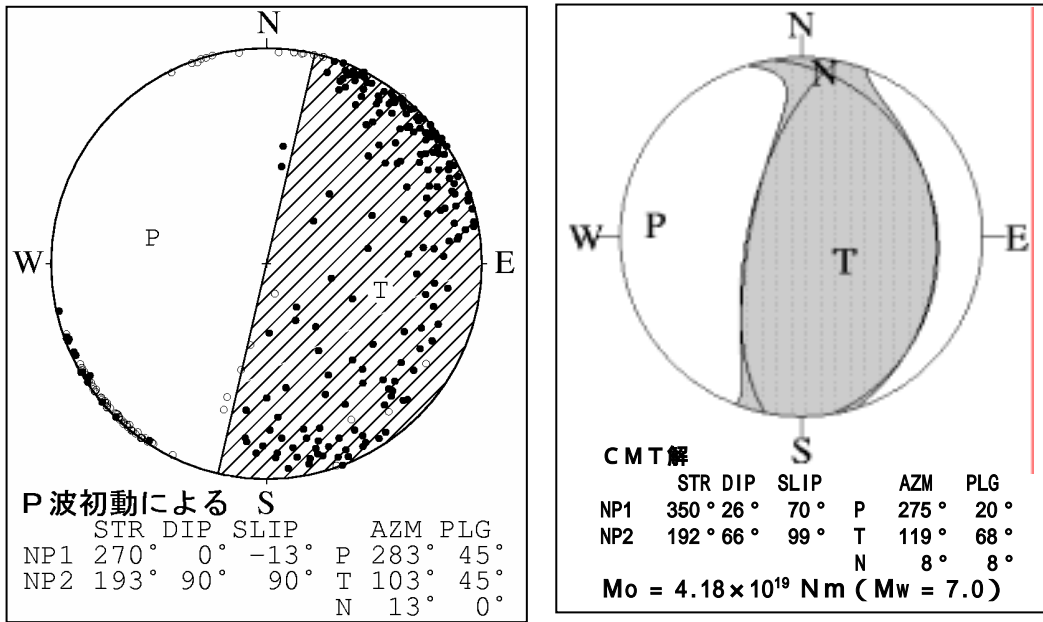 N
P
W
E
T
S
P波初動による
STR DIP SLIP AZM PLG
NP1 270° 0° −13° P 283° 45°
NP2 193° 90° 90° T 103° 45°
N 13° 0°
N
N
P
W
E
T
S
CMT解
STR DIP SLIP AZM PLG
NP1 350° 26° 70° P 275° 20°
NP2 192° 66° 99° T 119° 68°
N 8° 8°
Mo = 4.18×10¹⁹ Nm ( Mw = 7.0 )